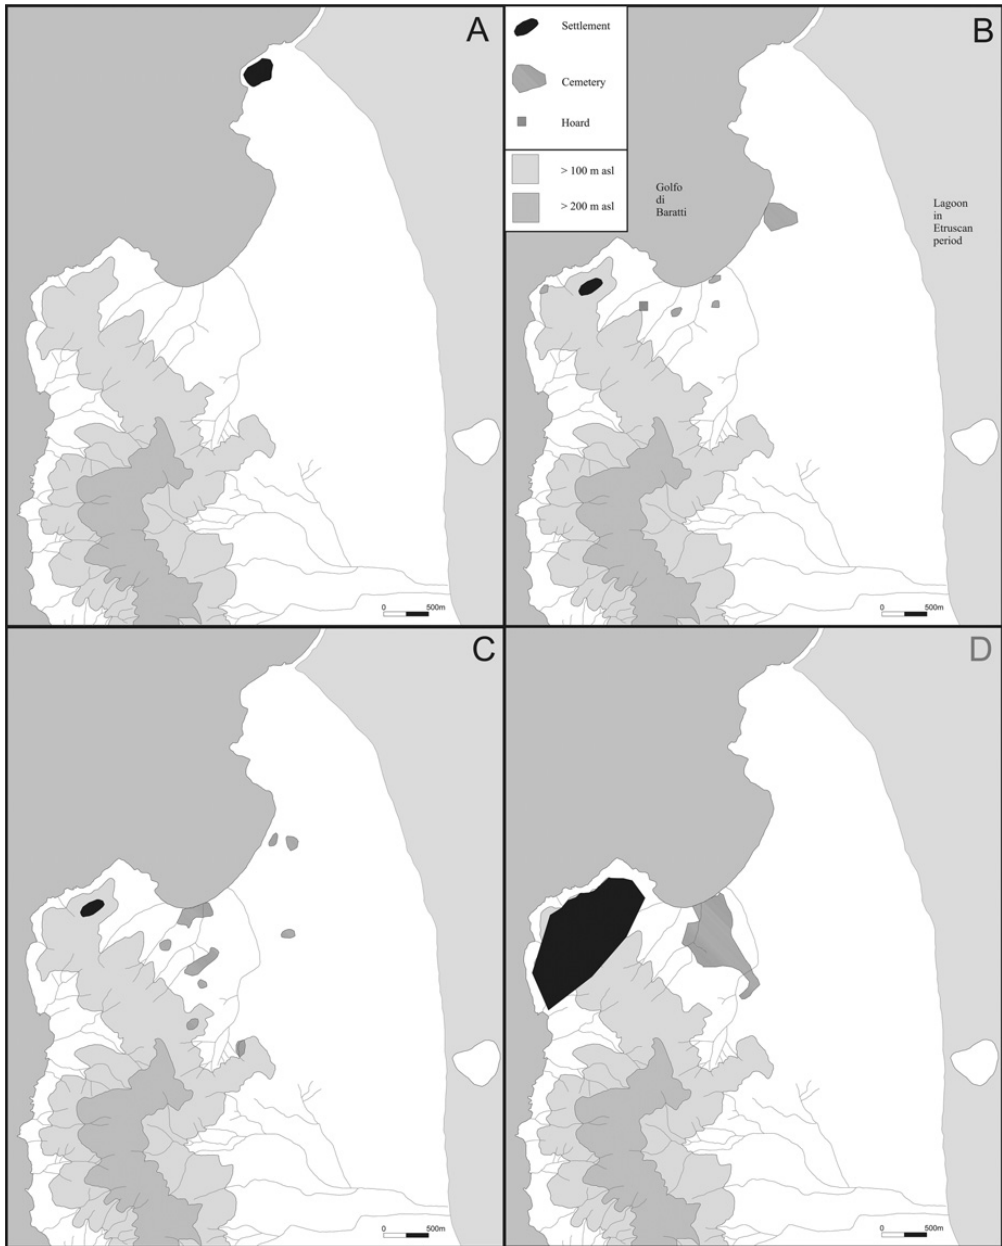 A
B
Settlement
Cemetery
Hoard
> 100 m asl
> 200 m asl
Golfo
di
Baratti
Lagoon
in
Etruscan
period
0 500m
0 500m
C
D
0 500m
0 500m